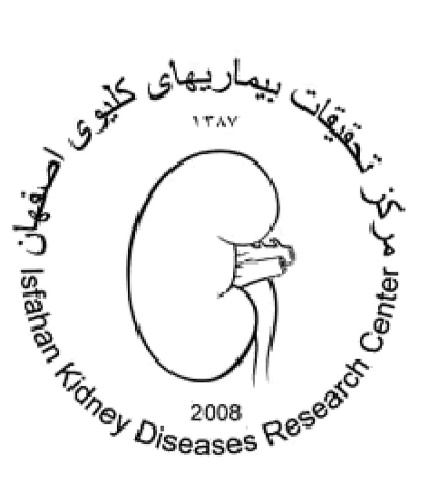 مرکز تحقیقات بیماریهای کلیوی اصفهان
۱۳۸۷
2008
Isfahan Kidney Diseases Research Center